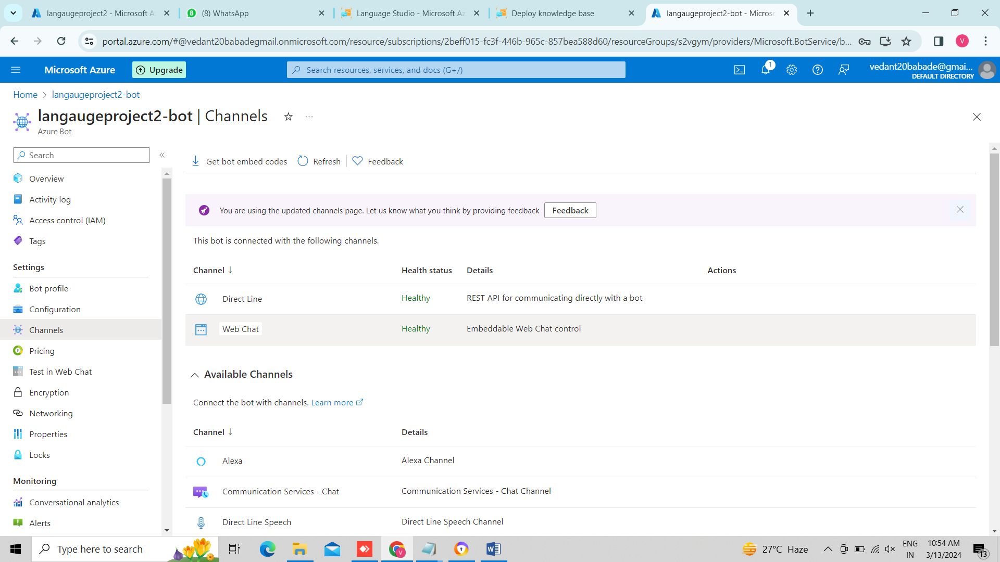 langaugeproject2 - Microsoft A
(8) WhatsApp
Language Studio - Microsoft Az
Deploy knowledge base
langaugeproject2-bot - Micros
portal.azure.com/#@vedant20babadegmail.onmicrosoft.com/resource/subscriptions/2beff015-fc3f-446b-965c-857bea588d60/resourceGroups/s2vgym/providers/Microsoft.BotService/b...
V
Microsoft Azure
Upgrade
Search resources, services, and docs (G+/)
1
vedant20babade@gmai...
DEFAULT DIRECTORY
Home > langaugeproject2-bot
langaugeproject2-bot | Channels
Azure Bot
Search
Overview
Activity log
Access control (IAM)
Tags
Settings
Bot profile
Configuration
Channels
Pricing
Test in Web Chat
Encryption
Networking
Properties
Locks
Monitoring
Conversational analytics
Alerts
Get bot embed codes
Refresh
Feedback
You are using the updated channels page. Let us know what you think by providing feedback
Feedback
This bot is connected with the following channels.
Channel ↓ Health status Details Actions
Direct Line Healthy REST API for communicating directly with a bot
Web Chat Healthy Embeddable Web Chat control
Available Channels
Connect the bot with channels. Learn more
Channel ↓ Details
Alexa Alexa Channel
Communication Services - Chat Communication Services - Chat Channel
Direct Line Speech Direct Line Speech Channel
Type here to search
27°C Haze
ENG
IN
10:54 AM
3/13/2024
13